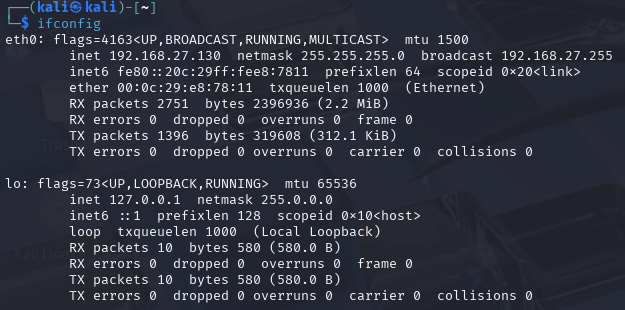 ┌──(kali㉿kali)-[~]
└─$ ifconfig
eth0: flags=4163<UP,BROADCAST,RUNNING,MULTICAST>  mtu 1500
        inet 192.168.27.130  netmask 255.255.255.0  broadcast 192.168.27.255
        inet6 fe80::20c:29ff:fee8:7811  prefixlen 64  scopeid 0×20<link>
        ether 00:0c:29:e8:78:11  txqueuelen 1000  (Ethernet)
        RX packets 2751  bytes 2396936 (2.2 MiB)
        RX errors 0  dropped 0  overruns 0  frame 0
        TX packets 1396  bytes 319608 (312.1 KiB)
        TX errors 0  dropped 0 overruns 0  carrier 0  collisions 0

lo: flags=73<UP,LOOPBACK,RUNNING>  mtu 65536
        inet 127.0.0.1  netmask 255.0.0.0
        inet6 ::1  prefixlen 128  scopeid 0×10<host>
        loop  txqueuelen 1000  (Local Loopback)
        RX packets 10  bytes 580 (580.0 B)
        RX errors 0  dropped 0  overruns 0  frame 0
        TX packets 10  bytes 580 (580.0 B)
        TX errors 0  dropped 0 overruns 0  carrier 0  collisions 0